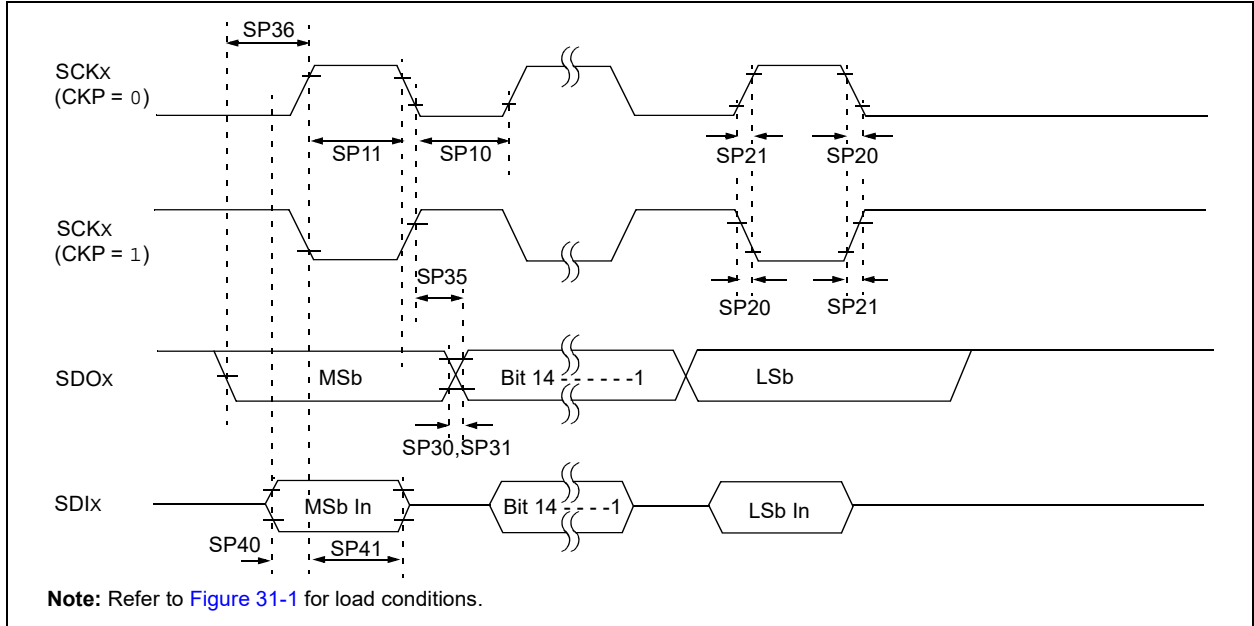 SP36
SCKx
(CKP = 0)
SP11
SP10
SP21
SP20
SCKx
(CKP = 1)
SP35
SP20
SP21
SDOx
MSb
Bit 14 - - - - - -1
LSb
SP30,SP31
SDIx
MSb In
Bit 14 - - - -1
LSb In
SP40
SP41
Note: Refer to Figure 31-1 for load conditions.